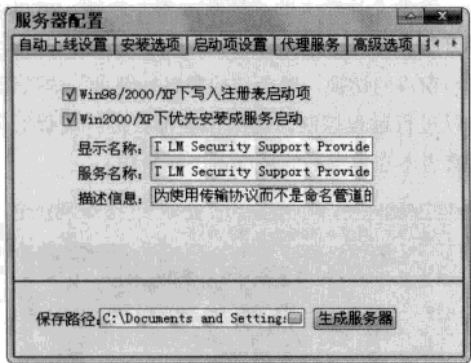 服务器配置
自动上线设置 安装选项 启动项设置 代理服务 高级选项
Win98/2000/XP下写入注册表启动项
Win2000/XP下优先安装成服务启动
显示名称: T LM Security Support Provide
服务名称: T LM Security Support Provide
描述信息: 为使用传输协议而不是命名管道的
保存路径: C:\Documents and Setting: 生成服务器